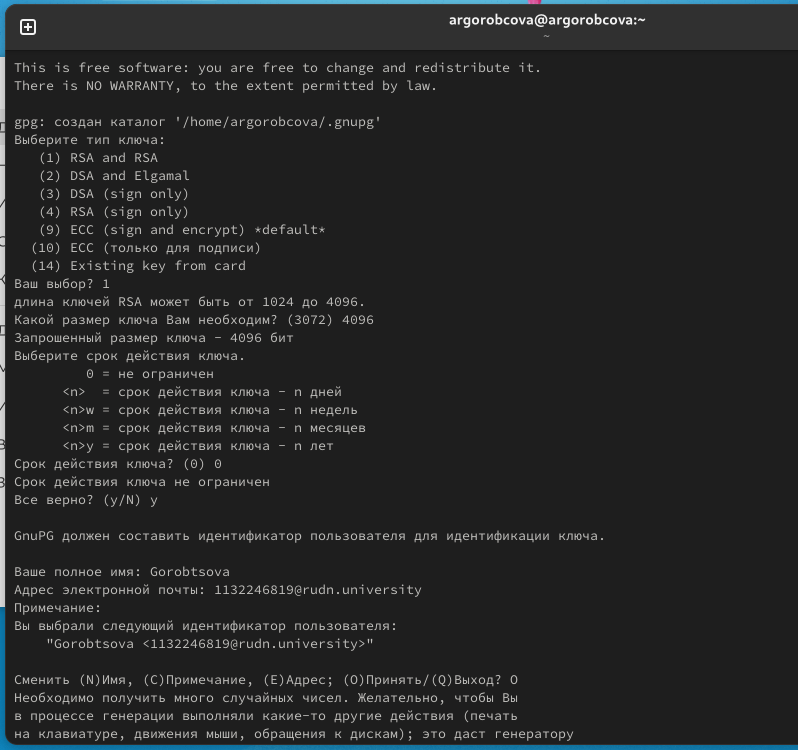 argorobcova@argorobcova:~
~
This is free software: you are free to change and redistribute it.
There is NO WARRANTY, to the extent permitted by law.
gpg: создан каталог '/home/argorobcova/.gnupg'
Выберите тип ключа:
(1) RSA and RSA
(2) DSA and Elgamal
(3) DSA (sign only)
(4) RSA (sign only)
(9) ECC (sign and encrypt) *default*
(10) ECC (только для подписи)
(14) Existing key from card
Ваш выбор? 1
длина ключей RSA может быть от 1024 до 4096.
Какой размер ключа Вам необходим? (3072) 4096
Запрошенный размер ключа - 4096 бит
Выберите срок действия ключа.
0 = не ограничен
<n>  = срок действия ключа - n дней
<n>w = срок действия ключа - n недель
<n>m = срок действия ключа - n месяцев
<n>y = срок действия ключа - n лет
Срок действия ключа? (0) 0
Срок действия ключа не ограничен
Все верно? (y/N) y
GnuPG должен составить идентификатор пользователя для идентификации ключа.
Ваше полное имя: Gorobtsova
Адрес электронной почты: 1132246819@rudn.university
Примечание:
Вы выбрали следующий идентификатор пользователя:
"Gorobtsova <1132246819@rudn.university>"
Сменить (N)Имя, (C)Примечание, (E)Адрес; (O)Принять/(Q)Выход? O
Необходимо получить много случайных чисел. Желательно, чтобы Вы
в процессе генерации выполняли какие-то другие действия (печать
на клавиатуре, движения мыши, обращения к дискам); это даст генератору